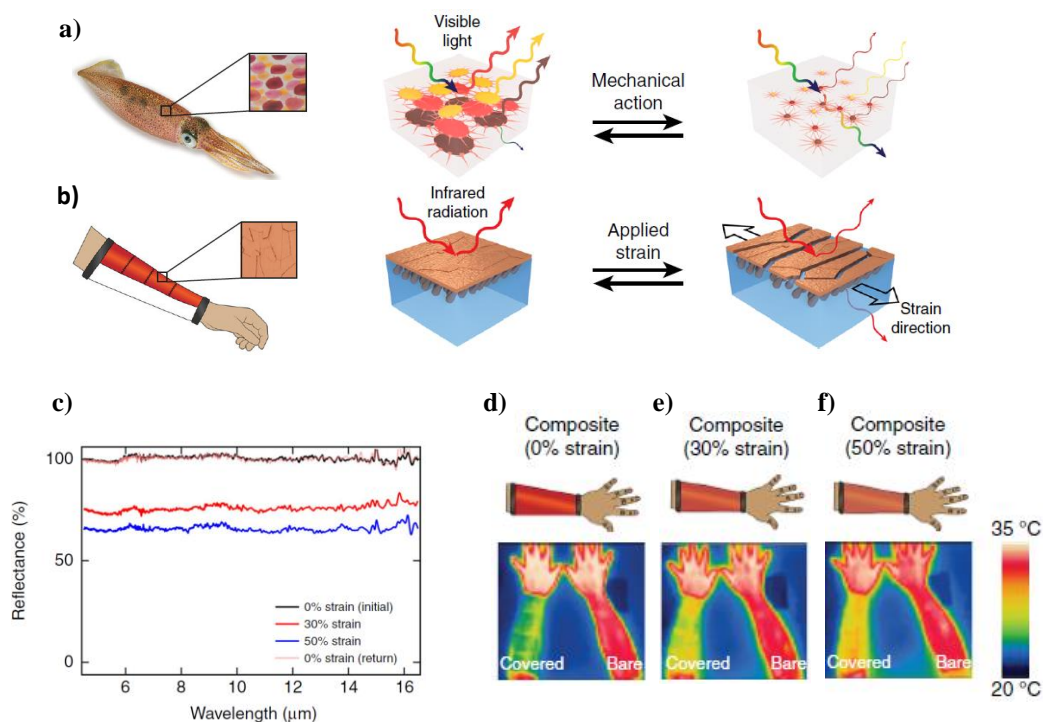 a)
Visible
light
Mechanical
action
b)
Infrared
radiation
Applied
strain
Strain
direction
c)
Reflectance (%)
100
50
0
0% strain (initial)
30% strain
50% strain
0% strain (return)
6 8 10 12 14 16
Wavelength (μm)
d)
Composite
(0% strain)
Covered Bare
e)
Composite
(30% strain)
Covered Bare
f)
Composite
(50% strain)
Covered Bare
35 °C
20 °C